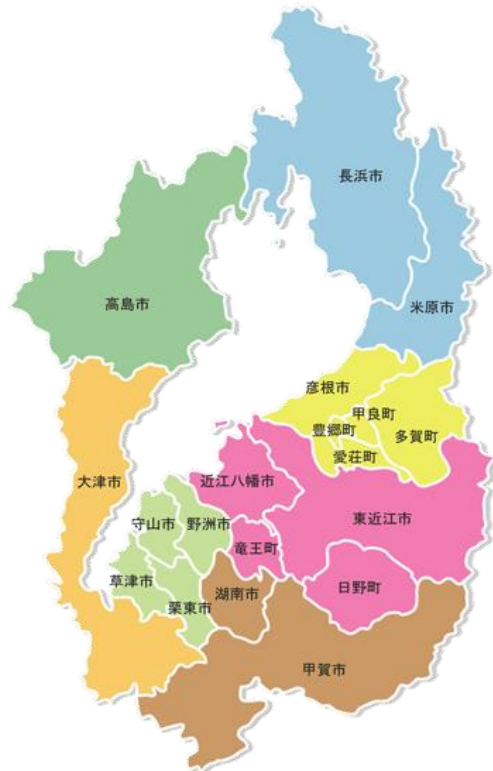 長浜市
高島市
米原市
彦根市
甲良町
豊郷町
多賀町
愛荘町
大津市
近江八幡市
守山市
野洲市
東近江市
竜王町
草津市
日野町
湖南市
栗東市
甲賀市